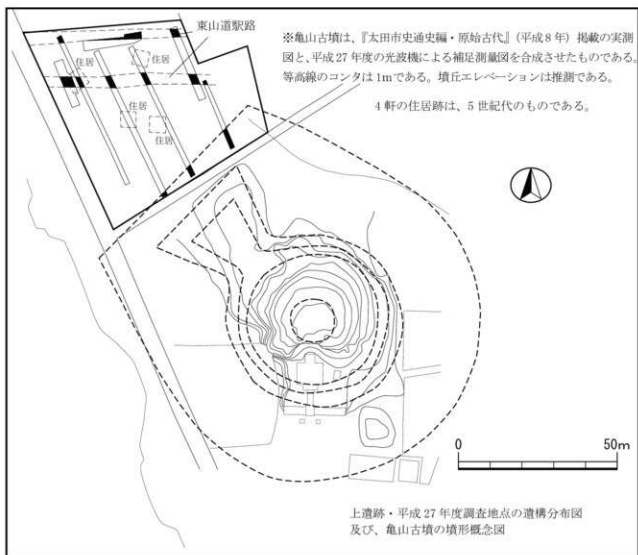 東山道駅路
※亀山古墳は、『太田市史通史編・原始古代』(平成8年)掲載の実測
図と、平成27年度の光波機による補足測量図を合成させたものである。
等高線のコンタは1mである。墳丘エレベーションは推測である。
4軒の住居跡は、5世紀代のものである。
住居
住居
住居
住居
0
50m
上遺跡・平成27年度調査地点の遺構分布図
及び、亀山古墳の墳形概念図